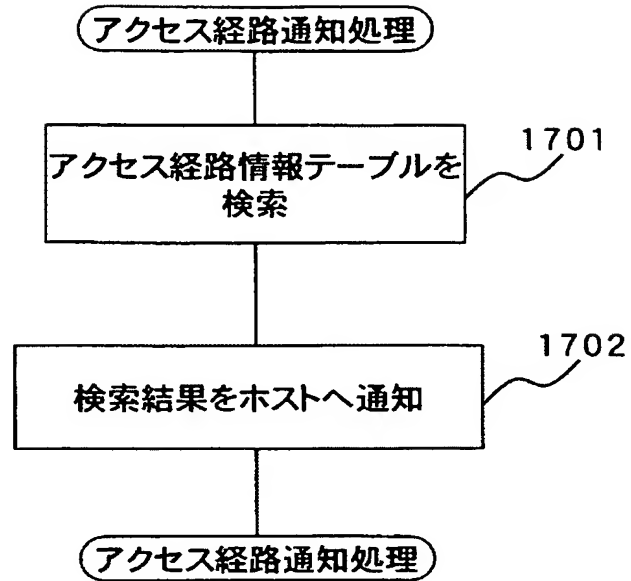 アクセス経路通知処理
アクセス経路情報テーブルを
検索
1701
検索結果をホストへ通知
1702
アクセス経路通知処理